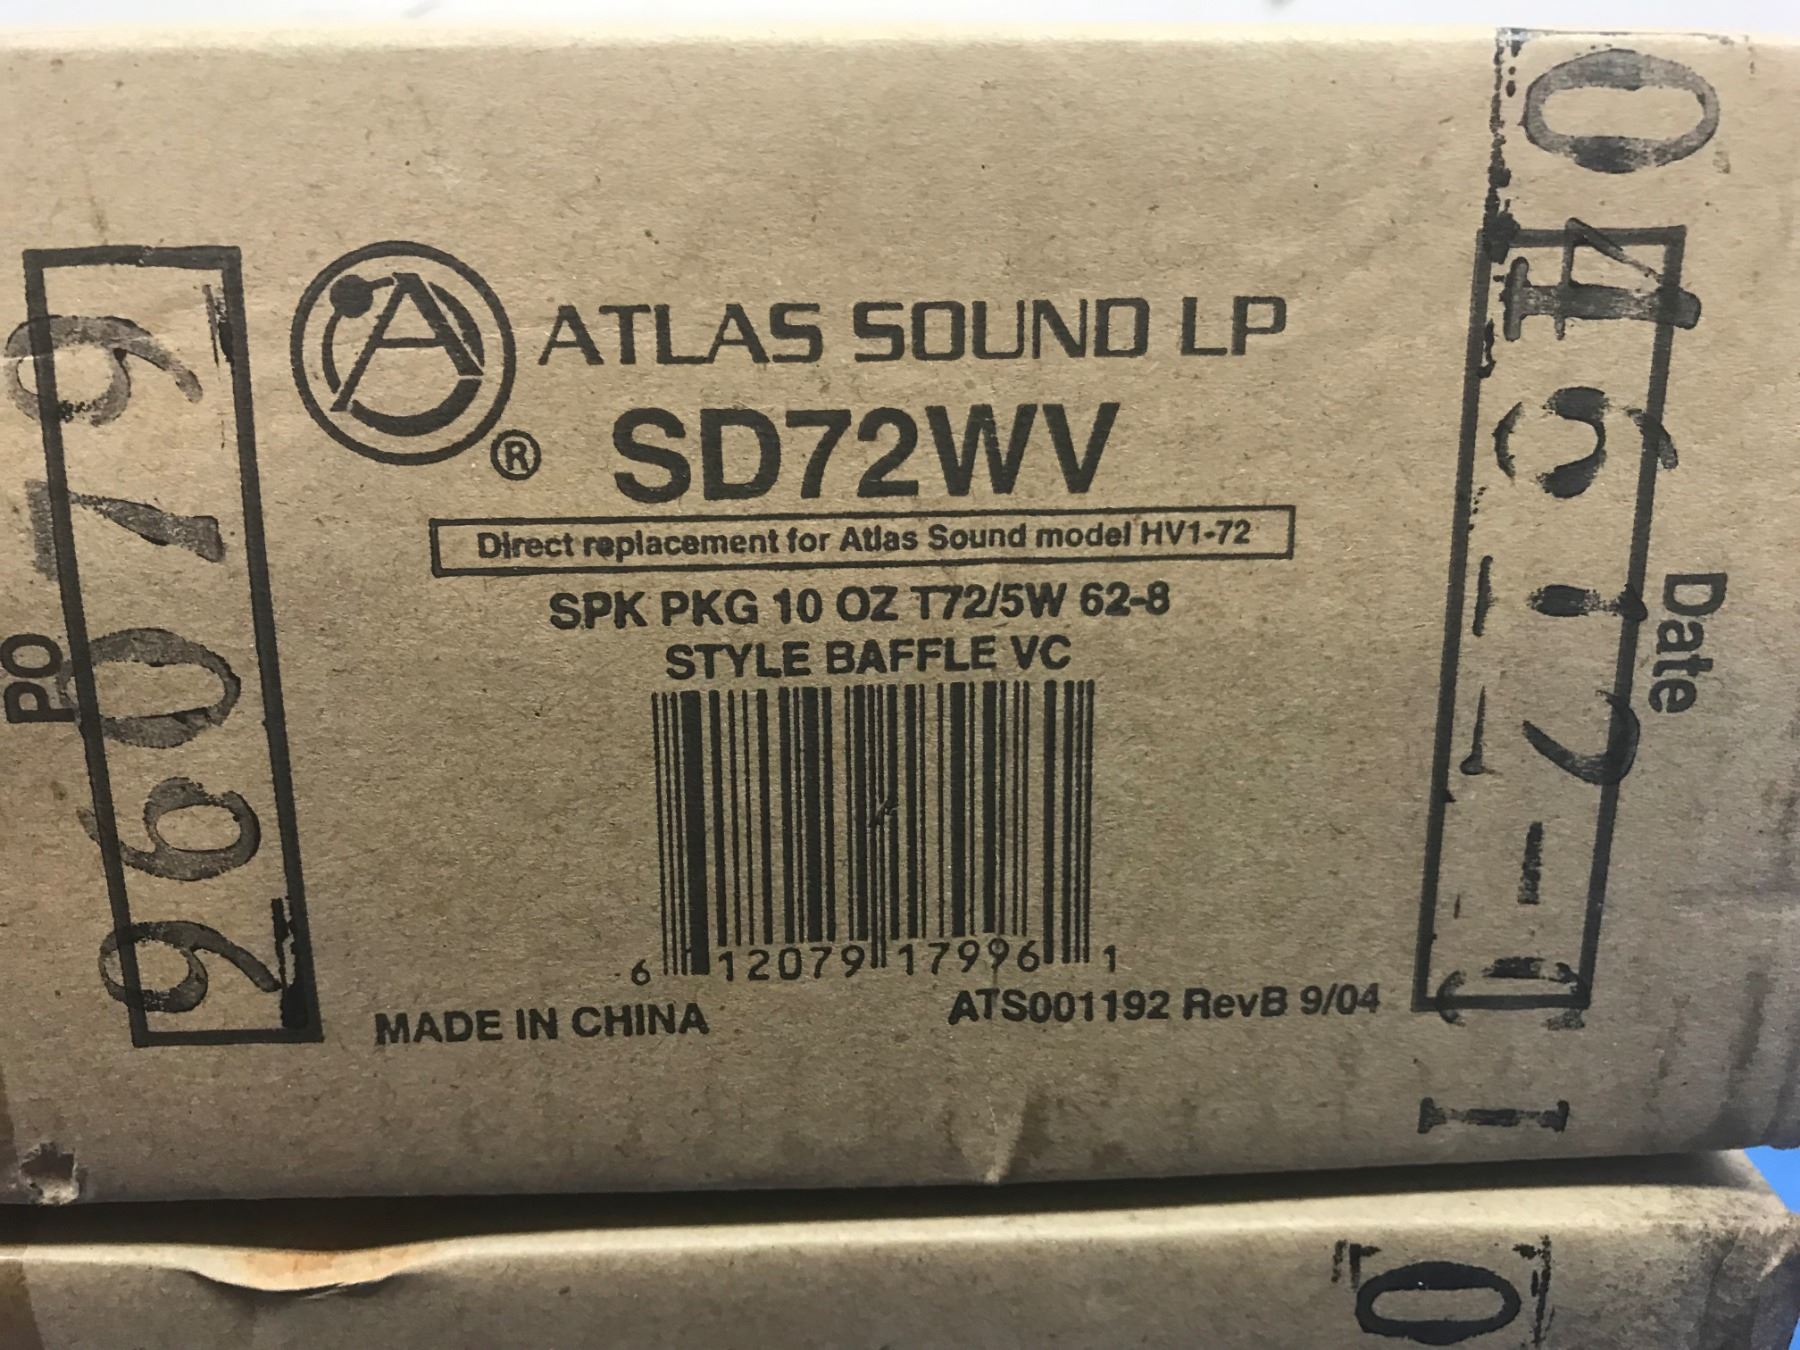 ATLAS SOUND LP
®
SD72WV
Direct replacement for Atlas Sound model HV1-72
SPK PKG 10 OZ T72/5W 62-8
STYLE BAFFLE VC
6 12079 17996 1
MADE IN CHINA
ATS001192 RevB 9/04
PO
Date